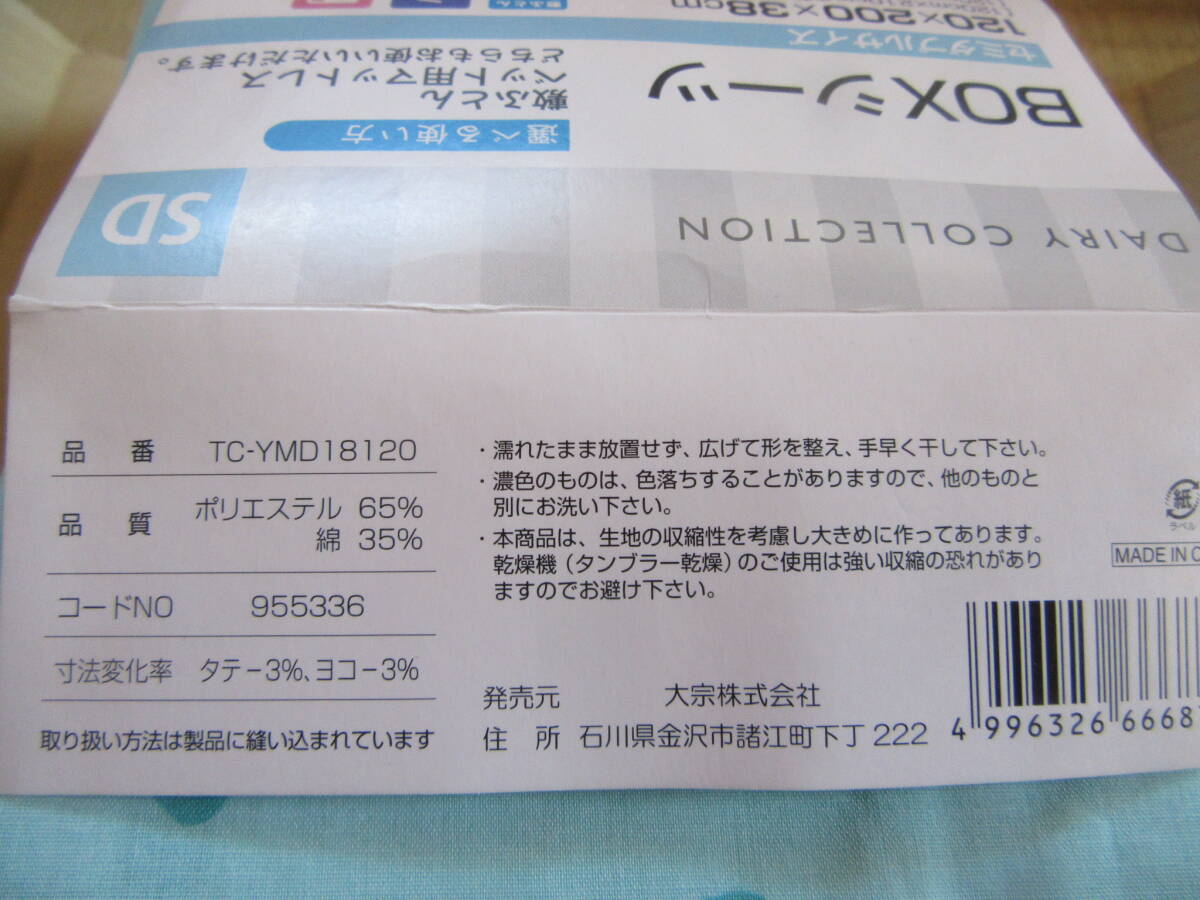 DAIRY COLLECTION
SD
BOXシーツ
選べる使い方
敷ふとん
ベット用マットレス
どちらもお使いいただけます。
セミダブルサイズ
120×200×38cm
品 番 TC-YMD18120
品 質 ポリエステル 65%
綿 35%
コードNO 955336
寸法変化率 タテ−3%、ヨコ−3%
取り扱い方法は製品に縫い込まれています
・濡れたまま放置せず、広げて形を整え、手早く干して下さい。
・濃色のものは、色落ちすることがありますので、他のものと
別にお洗い下さい。
・本商品は、生地の収縮性を考慮し大きめに作ってあります。
乾燥機(タンブラー乾燥)のご使用は強い収縮の恐れがあり
ますのでお避け下さい。
発売元 大宗株式会社
住 所 石川県金沢市諸江町下丁222
紙
ラベル
MADE IN C
4 996326 6668